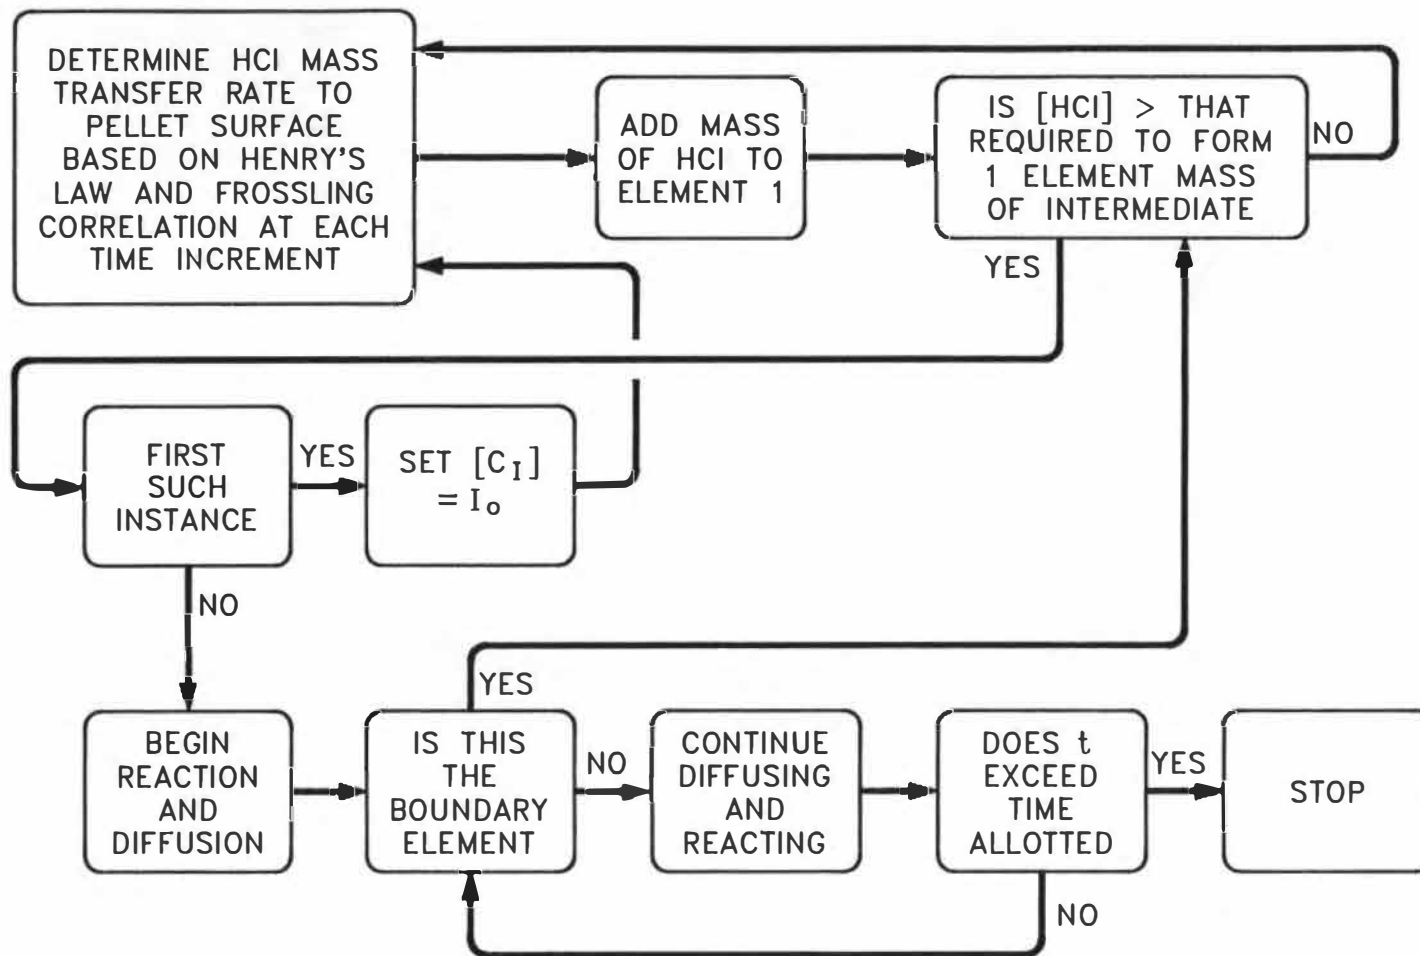 DETERMINE HCl MASS
TRANSFER RATE TO
PELLET SURFACE
BASED ON HENRY'S
LAW AND FROSSLING
CORRELATION AT EACH
TIME INCREMENT
ADD MASS
OF HCl TO
ELEMENT 1
IS [HCl] > THAT
REQUIRED TO FORM
1 ELEMENT MASS
OF INTERMEDIATE
NO
YES
FIRST
SUCH
INSTANCE
YES
SET [C_I]
= I_o
NO
BEGIN
REACTION
AND
DIFFUSION
IS THIS
THE
BOUNDARY
ELEMENT
YES
NO
CONTINUE
DIFFUSING
AND
REACTING
DOES t
EXCEED
TIME
ALLOTTED
YES
NO
STOP